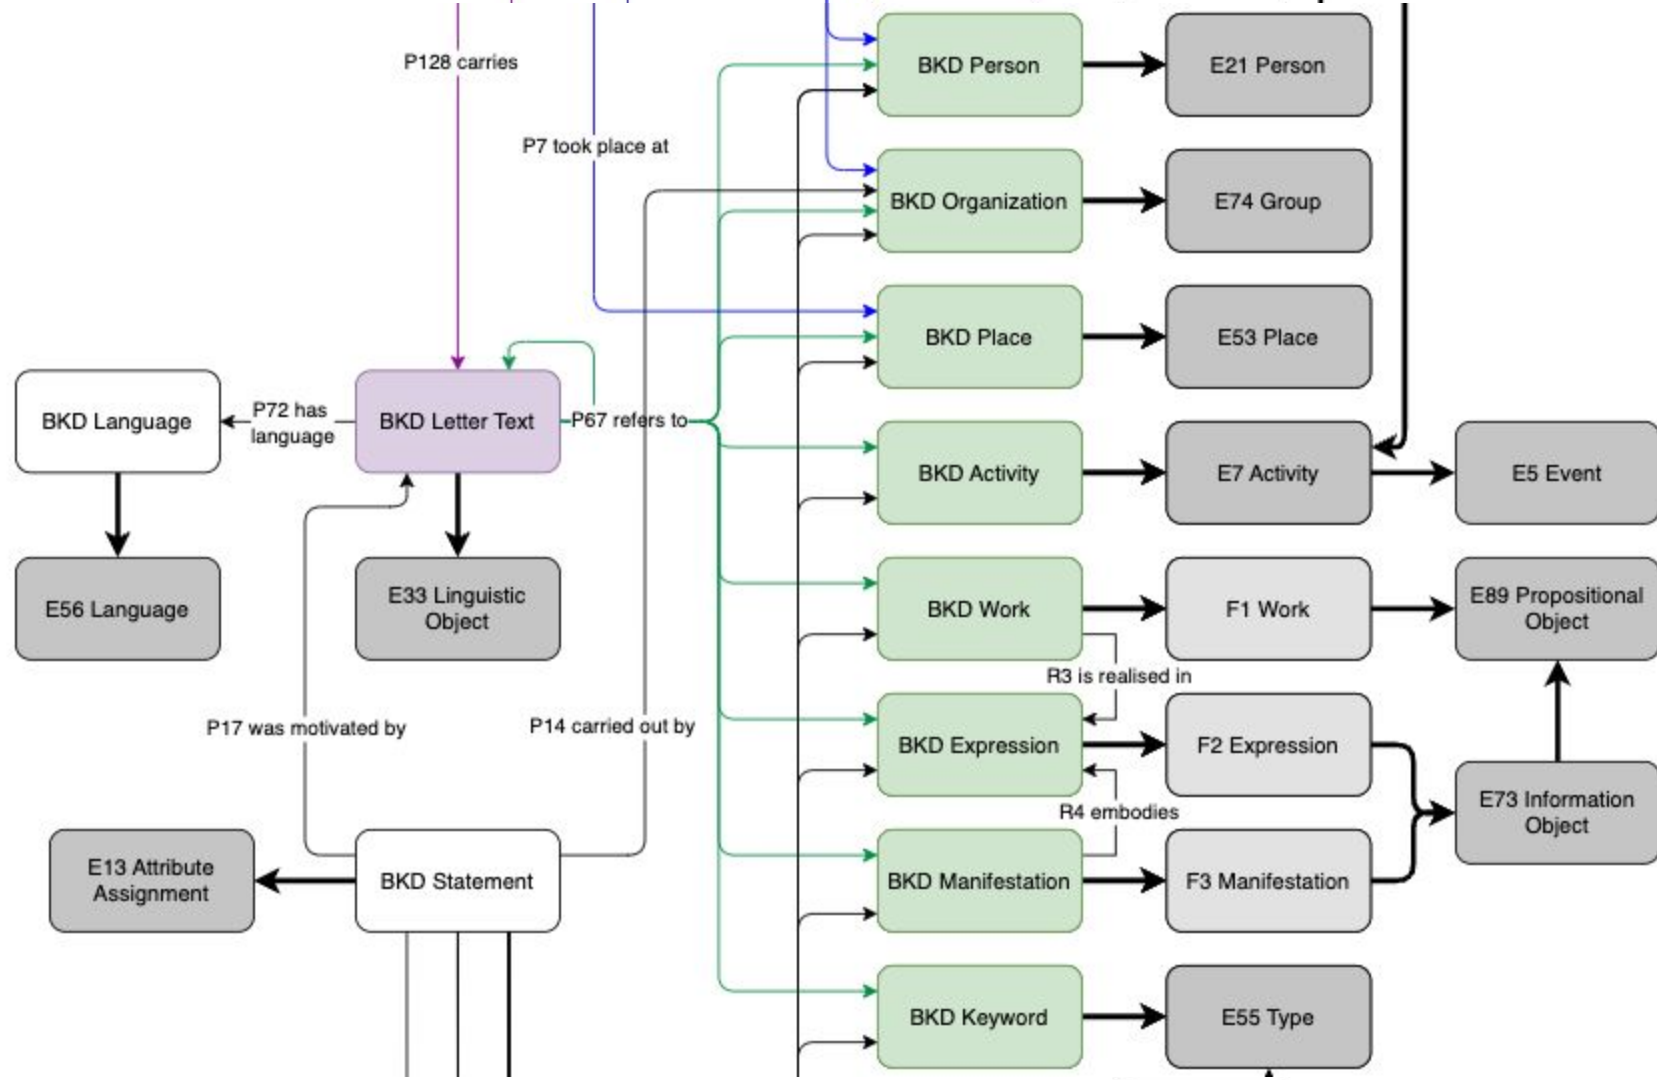 P128 carries
BKD Person
E21 Person
P7 took place at
BKD Organization
E74 Group
BKD Place
E53 Place
BKD Language
P72 has
language
BKD Letter Text
P67 refers to
BKD Activity
E7 Activity
E5 Event
E56 Language
E33 Linguistic
Object
BKD Work
F1 Work
E89 Propositional
Object
R3 is realised in
P17 was motivated by
P14 carried out by
BKD Expression
F2 Expression
R4 embodies
E73 Information
Object
E13 Attribute
Assignment
BKD Statement
BKD Manifestation
F3 Manifestation
BKD Keyword
E55 Type